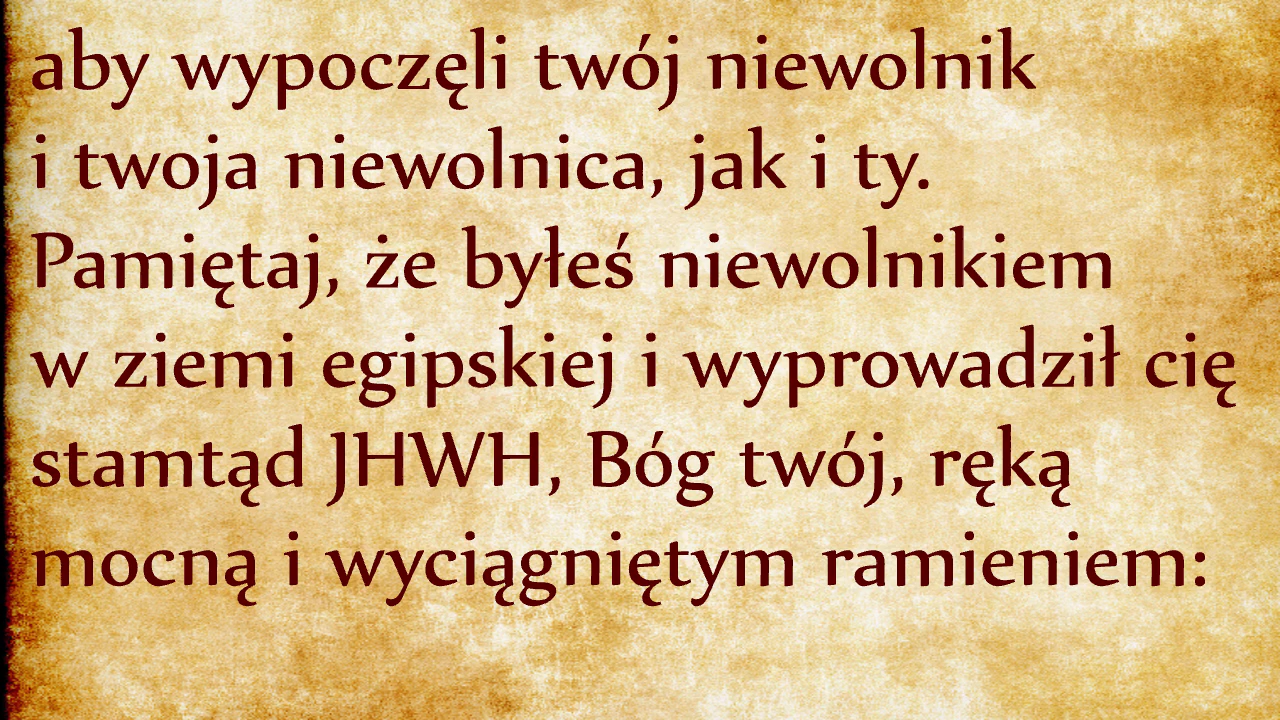 aby wypoczęli twój niewolnik
i twoja niewolnica, jak i ty.
Pamiętaj, że byłeś niewolnikiem
w ziemi egipskiej i wyprowadził cię
stamtąd JHWH, Bóg twój, ręką
mocną i wyciągniętym ramieniem: